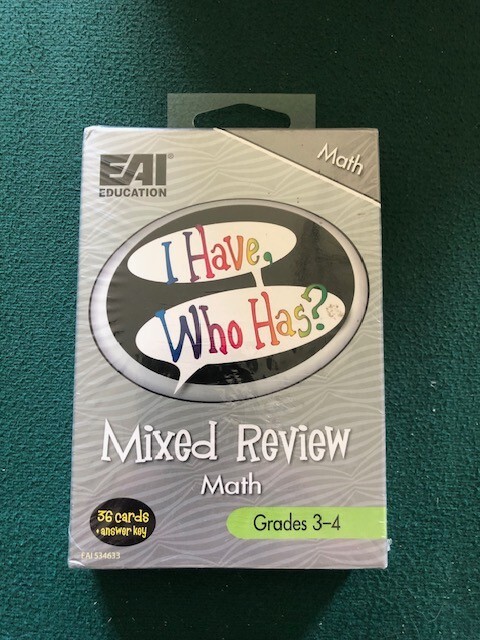 Math
EAI®
EDUCATION
I Have,
Who Has?
Mixed Review
Math
36 cards
+ answer key
Grades 3–4
EAI 534633